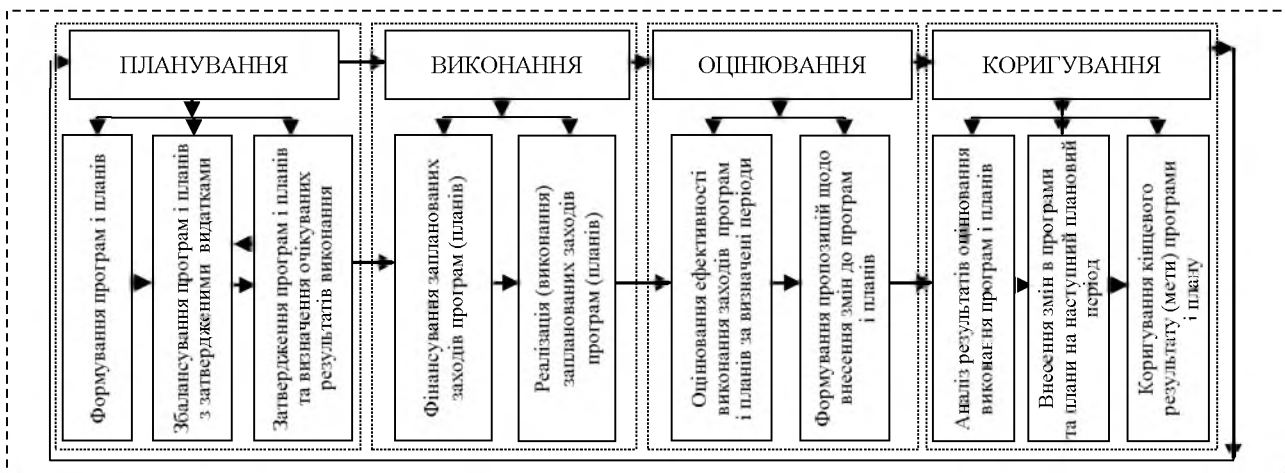 ПЛАНУВАННЯ
Формування програм і планів
Збалансування програм і планів
з затвердженими видатками
Затвердження програм і планів
та визначення очікуваних
результатів виконання
ВИКОНАННЯ
Фінансування запланованих
заходів програм (планів)
Реалізація (виконання)
запланованих заходів
програм (планів)
ОЦІНЮВАННЯ
Оцінювання ефективності
виконання заходів програм
і планів за визначені періоди
Формування пропозицій щодо
внесення змін до програм
і планів
КОРИГУВАННЯ
Аналіз результатів оцінювання
виконання програм і планів
Внесення змін в програми
та плани на наступний плановий
період
Коригування кінцевого
результату (мети) програми
і плану